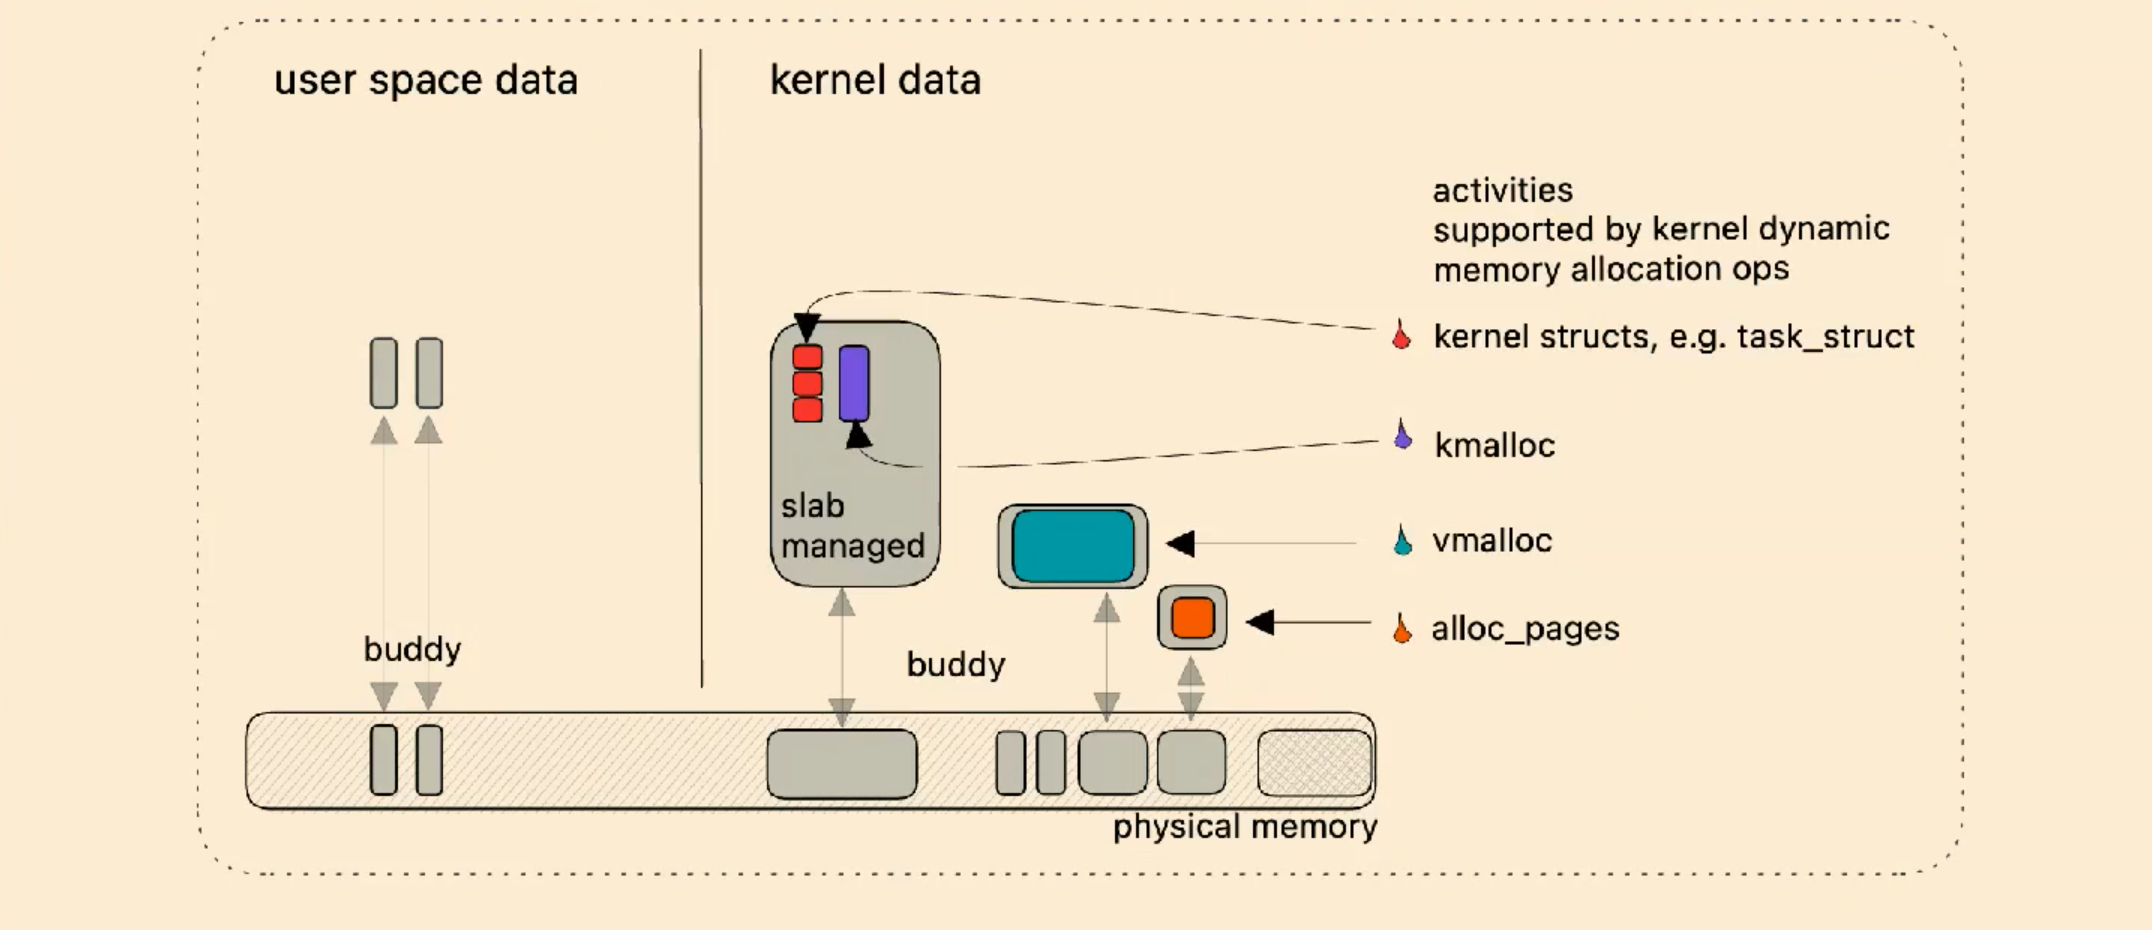 user space data
kernel data
activities
supported by kernel dynamic
memory allocation ops
kernel structs, e.g. task_struct
kmalloc
slab
managed
vmalloc
alloc_pages
buddy
buddy
physical memory